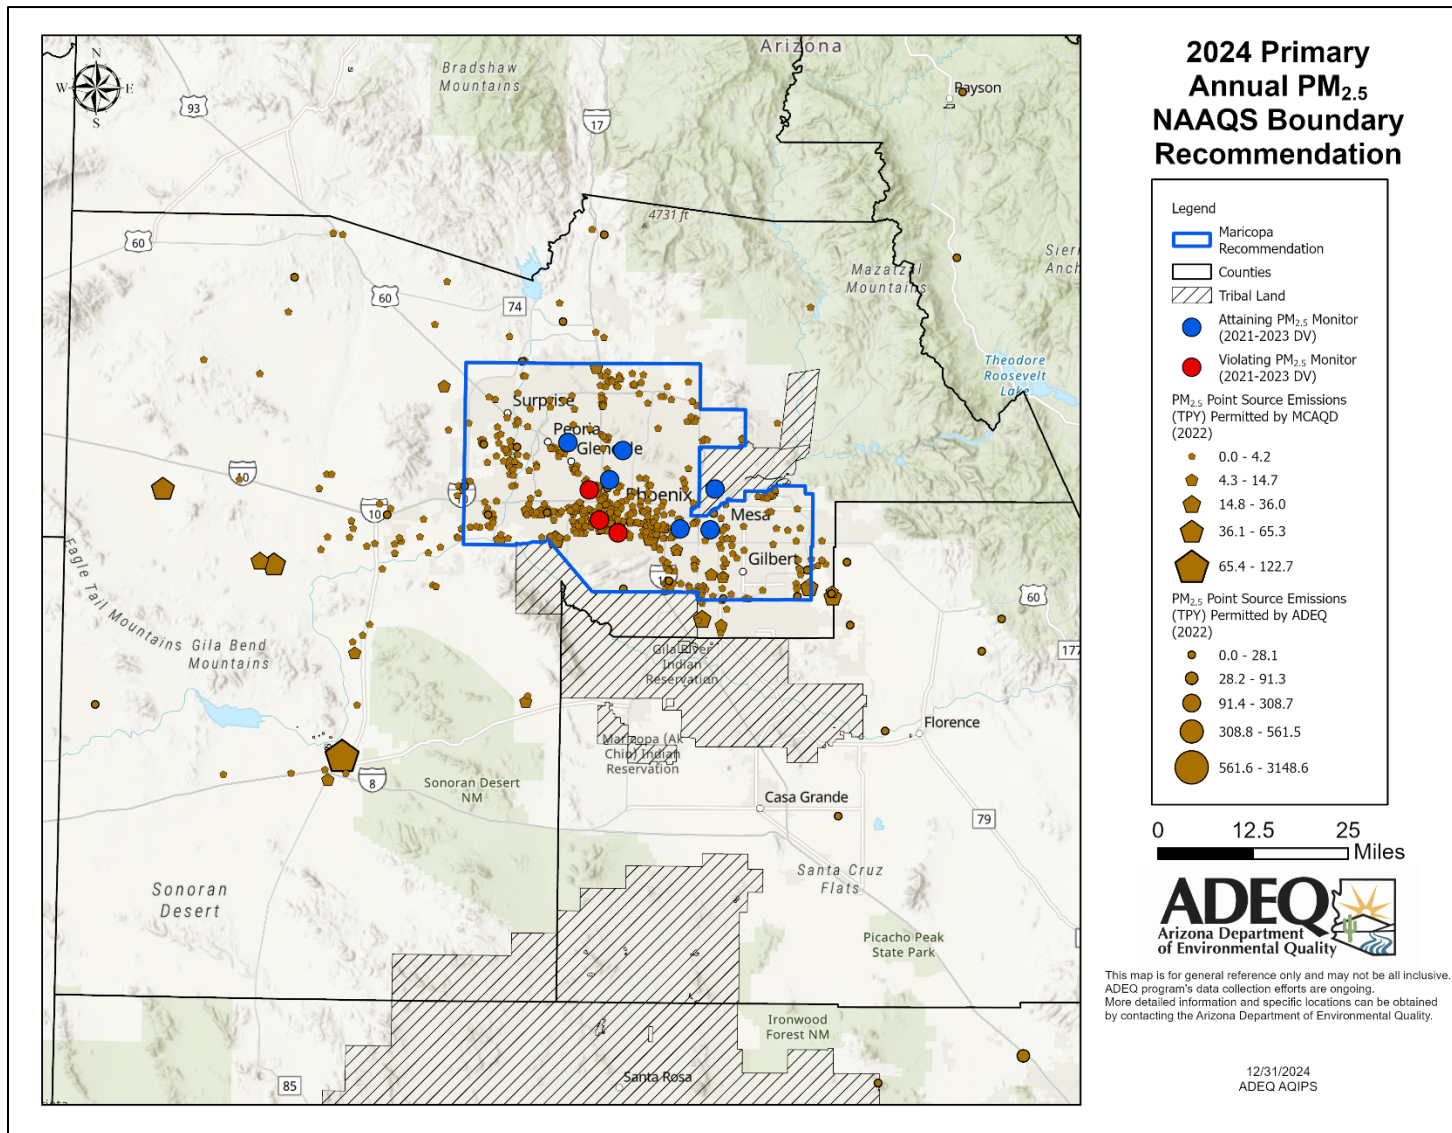 2024 Primary
Annual PM2.5
NAAQS Boundary
Recommendation
Legend
Maricopa
Recommendation
Counties
Tribal Land
Attaining PM2.5 Monitor
(2021-2023 DV)
Violating PM2.5 Monitor
(2021-2023 DV)
PM2.5 Point Source Emissions
(TPY) Permitted by MCAQD
(2022)
0.0 - 4.2
4.3 - 14.7
14.8 - 36.0
36.1 - 65.3
65.4 - 122.7
PM2.5 Point Source Emissions
(TPY) Permitted by ADEQ
(2022)
0.0 - 28.1
28.2 - 91.3
91.4 - 308.7
308.8 - 561.5
561.6 - 3148.6
0 12.5 25
Miles
ADEQ
Arizona Department
of Environmental Quality
This map is for general reference only and may not be all inclusive.
ADEQ program's data collection efforts are ongoing.
More detailed information and specific locations can be obtained
by contacting the Arizona Department of Environmental Quality.
12/31/2024
ADEQ AQIPS
N
W E
S
Arizona
Bradshaw
Mountains
Payson
93
17
4731 ft
60
Mazatzal
Mountains
60
74
Theodore
Roosevelt
Lake
Surprise
Peoria
Glendale
10
Phoenix
10
Mesa
Gilbert
Eagle Tail Mountains
Gila Bend
Mountains
60
177
Gila River
Indian
Reservation
Florence
Maricopa (Ak
Chin) Indian
Reservation
8
Sonoran Desert
NM
Casa Grande
79
Santa Cruz
Flats
Sonoran
Desert
Picacho Peak
State Park
Ironwood
Forest NM
Santa Rosa
85